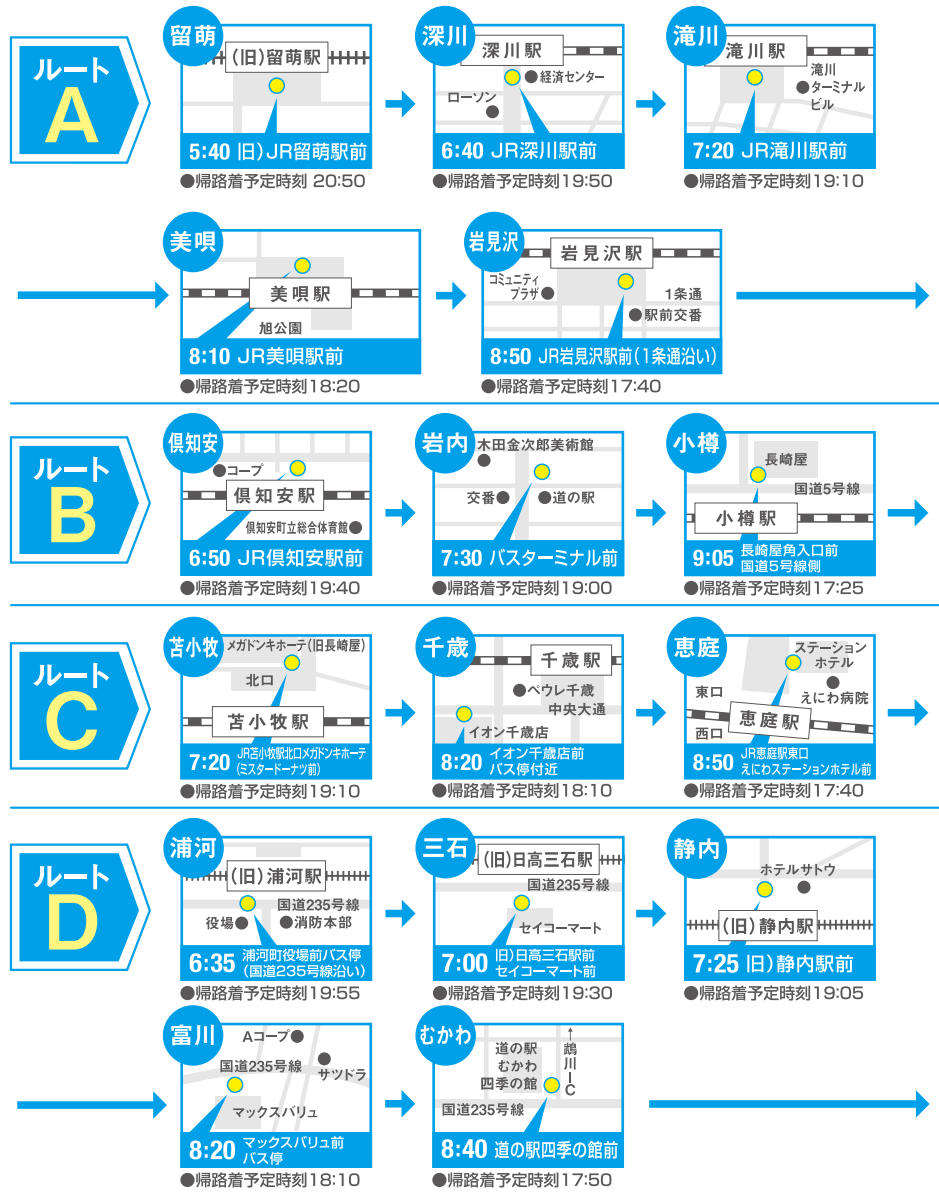 ルート
A
留萌
(旧)留萌駅
5:40 旧)JR留萌駅前
●帰路着予定時刻 20:50
深川
深川駅
経済センター
ローソン
6:40 JR深川駅前
●帰路着予定時刻19:50
滝川
滝川駅
滝川
ターミナル
ビル
7:20 JR滝川駅前
●帰路着予定時刻19:10
美唄
美唄駅
旭公園
8:10 JR美唄駅前
●帰路着予定時刻18:20
岩見沢
岩見沢駅
コミュニティ
プラザ
1条通
駅前交番
8:50 JR岩見沢駅前(1条通沿い)
●帰路着予定時刻17:40
ルート
B
倶知安
コープ
倶知安駅
倶知安町立総合体育館
6:50 JR倶知安駅前
●帰路着予定時刻19:40
岩内
木田金次郎美術館
交番
道の駅
7:30 バスターミナル前
●帰路着予定時刻19:00
小樽
長崎屋
国道5号線
小樽駅
9:05 長崎屋角入口前
国道5号線側
●帰路着予定時刻17:25
ルート
C
苫小牧
メガドンキホーテ(旧長崎屋)
北口
苫小牧駅
7:20 JR苫小牧駅北口メガドンキホーテ
(ミスタードーナツ前)
●帰路着予定時刻19:10
千歳
千歳駅
ペウレ千歳
中央大通
イオン千歳店
8:20 イオン千歳店前
バス停付近
●帰路着予定時刻18:10
恵庭
ステーション
ホテル
えにわ病院
東口
恵庭駅
西口
8:50 JR恵庭駅東口
えにわステーションホテル前
●帰路着予定時刻17:40
ルート
D
浦河
(旧)浦河駅
国道235号線
役場
消防本部
6:35 浦河町役場前バス停
(国道235号線沿い)
●帰路着予定時刻19:55
三石
(旧)日高三石駅
国道235号線
セイコーマート
7:00 旧)日高三石駅前
セイコーマート前
●帰路着予定時刻19:30
静内
ホテルサトウ
(旧)静内駅
7:25 旧)静内駅前
●帰路着予定時刻19:05
富川
Aコープ
国道235号線
サツドラ
マックスバリュ
8:20 マックスバリュ前
バス停
●帰路着予定時刻18:10
むかわ
道の駅
むかわ
四季の館
↑鵡川IC
国道235号線
8:40 道の駅四季の館前
●帰路着予定時刻17:50